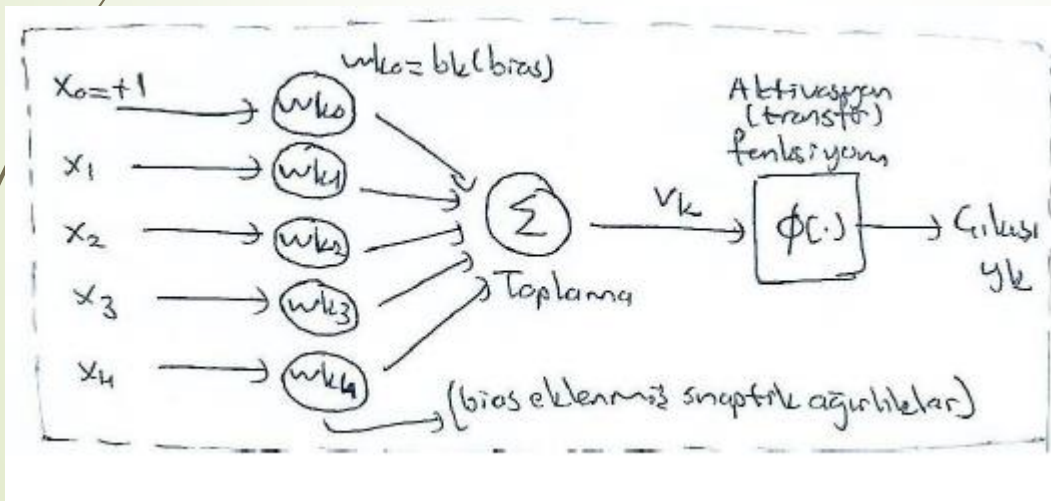 wk0=bk(bias)
x0=+1
wk0
Aktivasyon
(transfer)
fonksiyonu
x1
wk1
x2
wk2
Σ
vk
ϕ(.)
Çıkışı
yk
Toplama
x3
wk3
x4
wk4
(bias eklenmiş snaptik ağırlıklar)